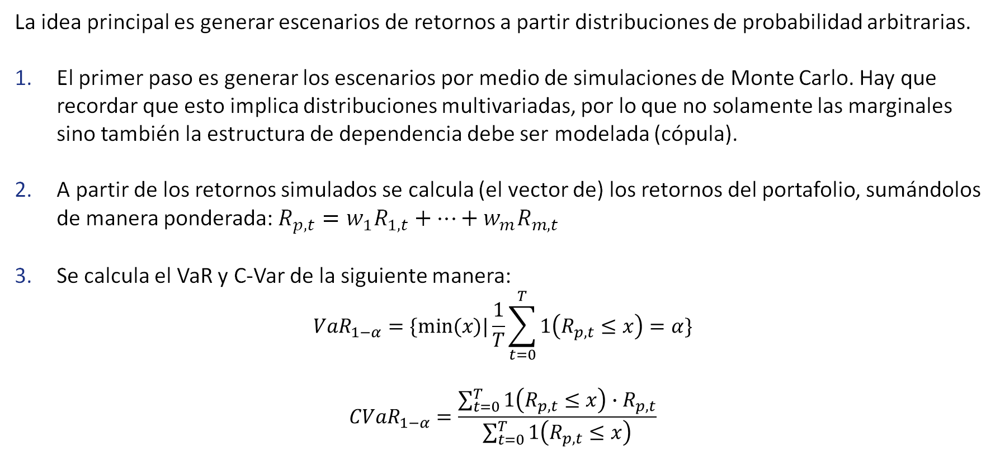 La idea principal es generar escenarios de retornos a partir distribuciones de probabilidad arbitrarias.
1. El primer paso es generar los escenarios por medio de simulaciones de Monte Carlo. Hay que
recordar que esto implica distribuciones multivariadas, por lo que no solamente las marginales
sino también la estructura de dependencia debe ser modelada (cópula).
2. A partir de los retornos simulados se calcula (el vector de) los retornos del portafolio, sumándolos
de manera ponderada: $R_{p,t} = w_1 R_{1,t} + \cdots + w_m R_{m,t}$
3. Se calcula el VaR y C-Var de la siguiente manera:
$VaR_{1-\alpha} = \{\min(x) | \frac{1}{T} \sum_{t=0}^{T} 1(R_{p,t} \leq x) = \alpha\}$
$CVaR_{1-\alpha} = \frac{\sum_{t=0}^{T} 1(R_{p,t} \leq x) \cdot R_{p,t}}{\sum_{t=0}^{T} 1(R_{p,t} \leq x)}$